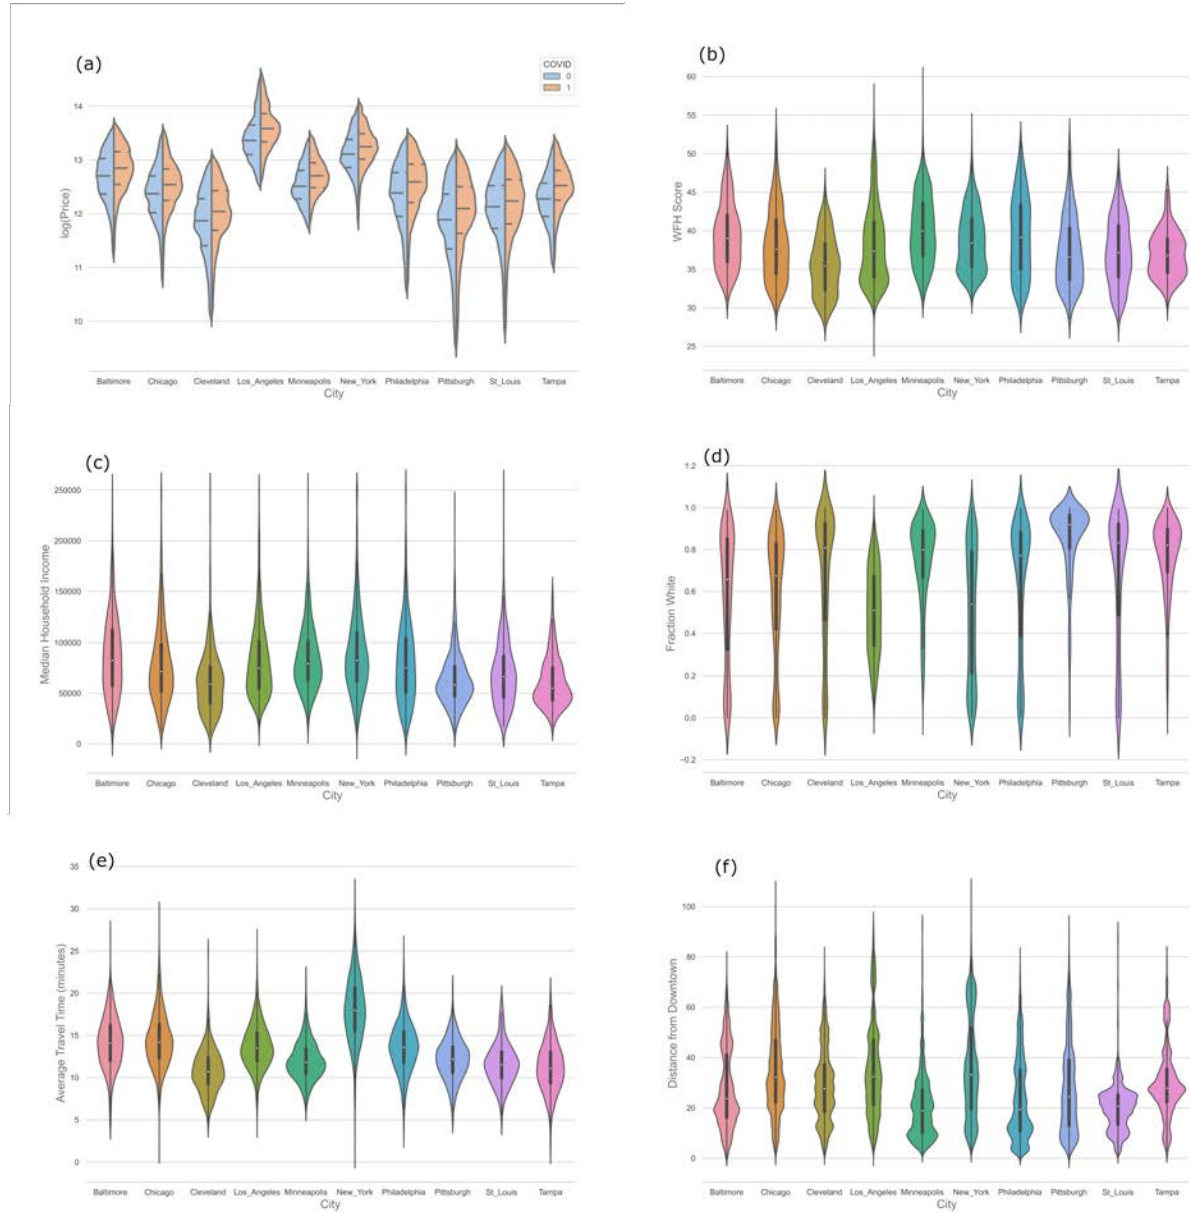 (a)
COVID
0
1
14
13
12
11
10
log(Price)
Baltimore Chicago Cleveland Los_Angeles Minneapolis New_York Philadelphia Pittsburgh St_Louis Tampa
City
(b)
60
55
50
45
40
35
30
25
WFH Score
Baltimore Chicago Cleveland Los_Angeles Minneapolis New_York Philadelphia Pittsburgh St_Louis Tampa
City
(c)
250000
200000
150000
100000
50000
0
Median Household Income
Baltimore Chicago Cleveland Los_Angeles Minneapolis New_York Philadelphia Pittsburgh St_Louis Tampa
City
(d)
1.2
1.0
0.8
0.6
0.4
0.2
0.0
−0.2
Fraction White
Baltimore Chicago Cleveland Los_Angeles Minneapolis New_York Philadelphia Pittsburgh St_Louis Tampa
City
(e)
35
30
25
20
15
10
5
0
Average Travel Time (minutes)
Baltimore Chicago Cleveland Los_Angeles Minneapolis New_York Philadelphia Pittsburgh St_Louis Tampa
City
(f)
100
80
60
40
20
0
Distance from Downtown
Baltimore Chicago Cleveland Los_Angeles Minneapolis New_York Philadelphia Pittsburgh St_Louis Tampa
City